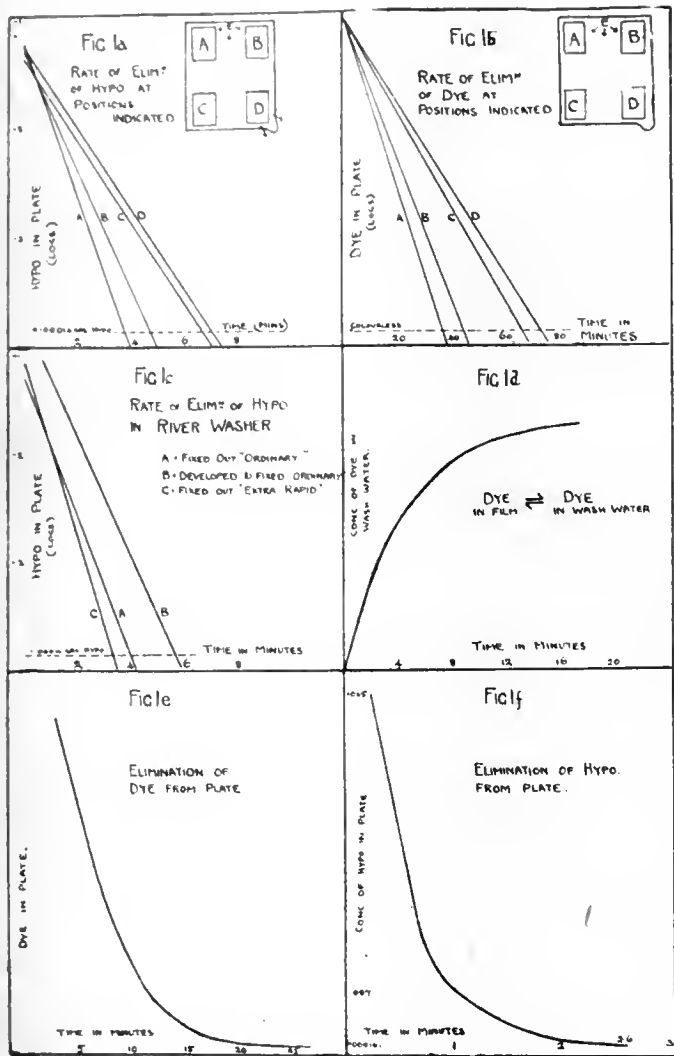 Fig 1a
RATE OF ELIMN
OF HYPO AT
POSITIONS
INDICATED
A E B
C D
HYPO IN PLATE
(LOGS)
A B C D
TIME (MINS)
2 4 6 8
Fig 1b
RATE OF ELIMN
OF DYE AT
POSITIONS
INDICATED
A E B
C D
DYE IN PLATE
(LOGS)
A B C D
COLOURLESS
TIME IN
MINUTES
20 40 60 80
Fig 1c
RATE OF ELIMN OF HYPO
IN RIVER WASHER
A = FIXED OUT "ORDINARY"
B = DEVELOPED & FIXED ORDINARY
C = FIXED OUT "EXTRA RAPID"
HYPO IN PLATE
(LOGS)
C A B
TIME IN MINUTES
2 4 6 8
Fig 1d
CONC OF DYE IN
WASH WATER.
DYE ⇌ DYE
IN FILM IN WASH WATER
TIME IN MINUTES
4 8 12 16 20
Fig 1e
ELIMINATION OF
DYE FROM PLATE
DYE IN PLATE.
TIME IN MINUTES
5 10 15 20 25
Fig 1f
ELIMINATION OF HYPO.
FROM PLATE.
CONC OF HYPO IN PLATE
TIME IN MINUTES
1 2 2.6 3